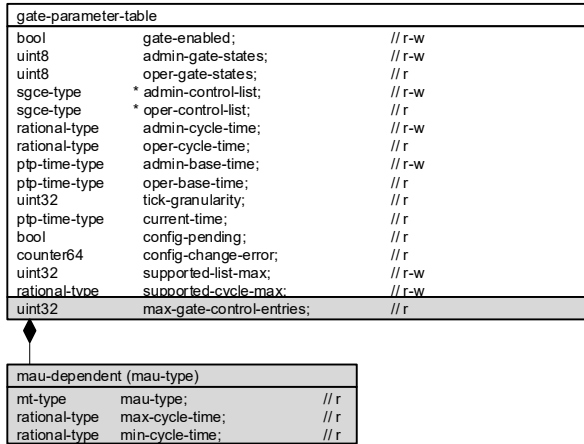 gate-parameter-table
bool gate-enabled; // r-w
uint8 admin-gate-states; // r-w
uint8 oper-gate-states; // r
sgce-type * admin-control-list; // r-w
sgce-type * oper-control-list; // r
rational-type admin-cycle-time; // r-w
rational-type oper-cycle-time; // r
ptp-time-type admin-base-time; // r-w
ptp-time-type oper-base-time; // r
uint32 tick-granularity; // r
ptp-time-type current-time; // r
bool config-pending; // r
counter64 config-change-error; // r
uint32 supported-list-max; // r-w
rational-type supported-cycle-max; // r-w
uint32 max-gate-control-entries; // r
mau-dependent (mau-type)
mt-type mau-type; // r
rational-type max-cycle-time; // r
rational-type min-cycle-time; // r